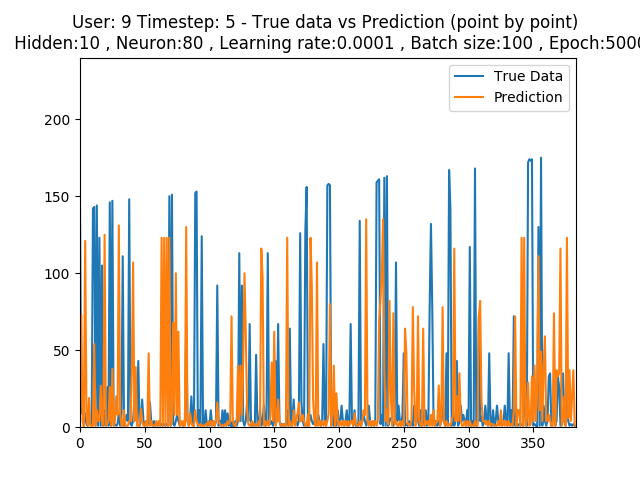 User: 9 Timestep: 5 - True data vs Prediction (point by point)
Hidden:10 , Neuron:80 , Learning rate:0.0001 , Batch size:100 , Epoch:5000
True Data
Prediction
200
150
100
50
0
0 50 100 150 200 250 300 350